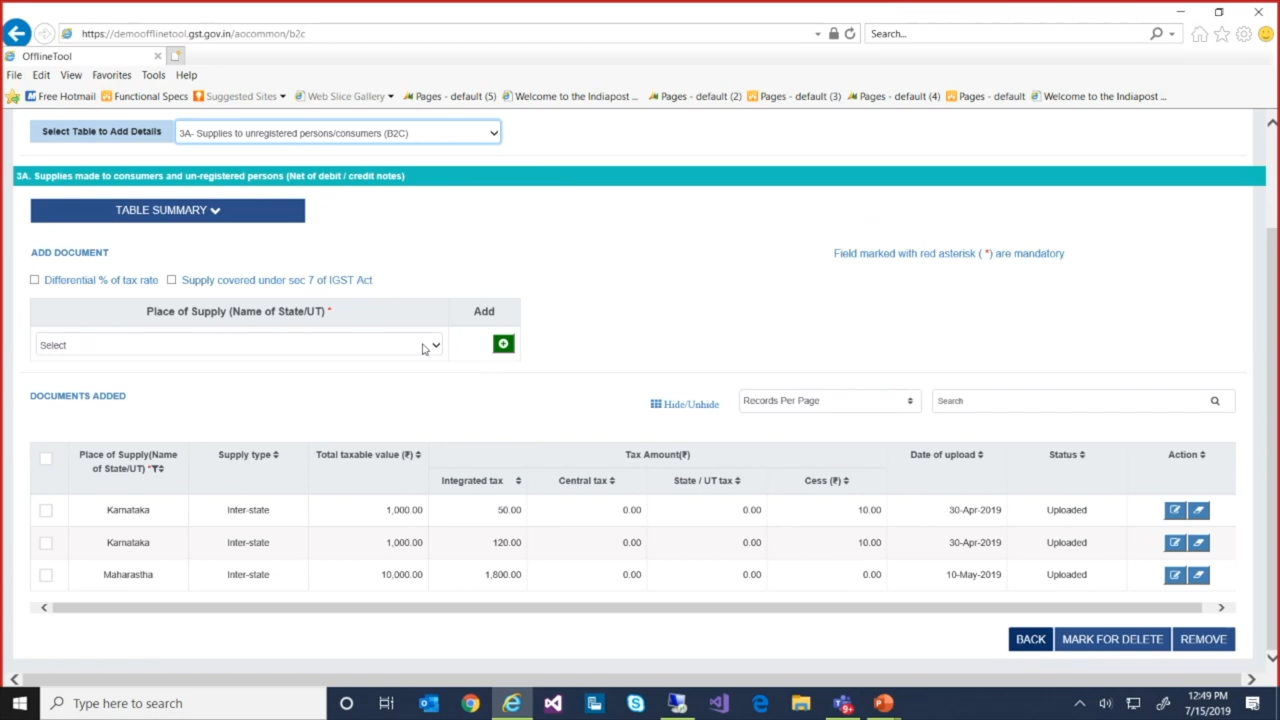 https://demoofflinetool.gst.gov.in/aocommon/b2c
Search...
OfflineTool
File Edit View Favorites Tools Help
Free Hotmail Functional Specs Suggested Sites Web Slice Gallery Pages - default (5) Welcome to the Indiapost ... Pages - default (2) Pages - default (3) Pages - default (4) Pages - default Welcome to the Indiapost ...
Select Table to Add Details 3A- Supplies to unregistered persons/consumers (B2C)
3A. Supplies made to consumers and un-registered persons (Net of debit / credit notes)
TABLE SUMMARY
ADD DOCUMENT Field marked with red asterisk ( *) are mandatory
Differential % of tax rate Supply covered under sec 7 of IGST Act
Place of Supply (Name of State/UT) * Add
Select
DOCUMENTS ADDED Hide/Unhide Records Per Page Search
Place of Supply(Name of State/UT) * Supply type Total taxable value (₹) Tax Amount(₹) Date of upload Status Action
Integrated tax Central tax State / UT tax Cess (₹)
Karnataka Inter-state 1,000.00 50.00 0.00 0.00 10.00 30-Apr-2019 Uploaded
Karnataka Inter-state 1,000.00 120.00 0.00 0.00 10.00 30-Apr-2019 Uploaded
Maharastha Inter-state 10,000.00 1,800.00 0.00 0.00 0.00 10-May-2019 Uploaded
BACK MARK FOR DELETE REMOVE
Type here to search
12:49 PM
7/15/2019